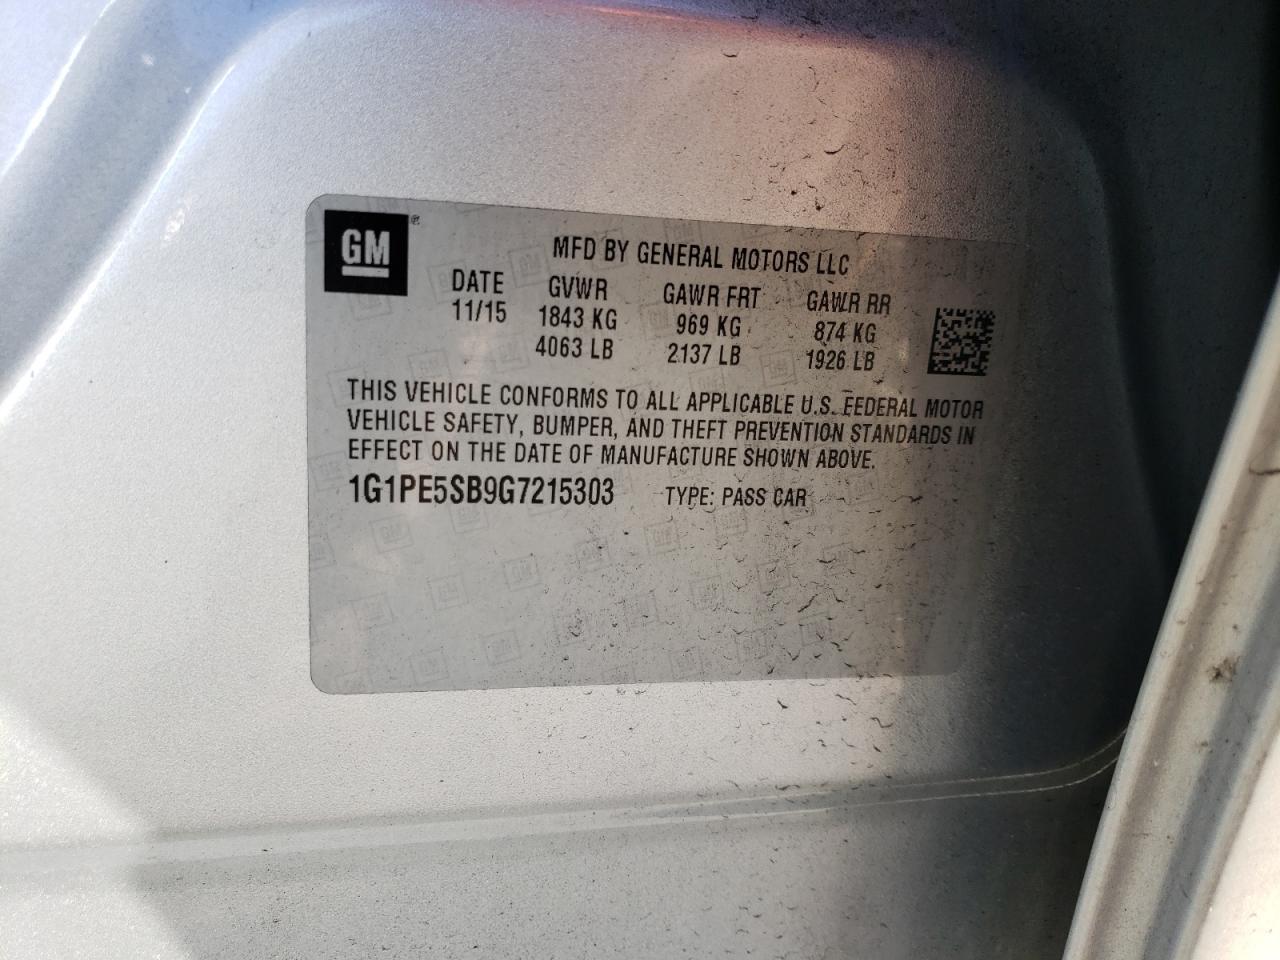 GM ®
MFD BY GENERAL MOTORS LLC
DATE GVWR GAWR FRT GAWR RR
11/15 1843 KG 969 KG 874 KG
4063 LB 2137 LB 1926 LB
THIS VEHICLE CONFORMS TO ALL APPLICABLE U.S. FEDERAL MOTOR
VEHICLE SAFETY, BUMPER, AND THEFT PREVENTION STANDARDS IN
EFFECT ON THE DATE OF MANUFACTURE SHOWN ABOVE.
1G1PE5SB9G7215303 TYPE: PASS CAR